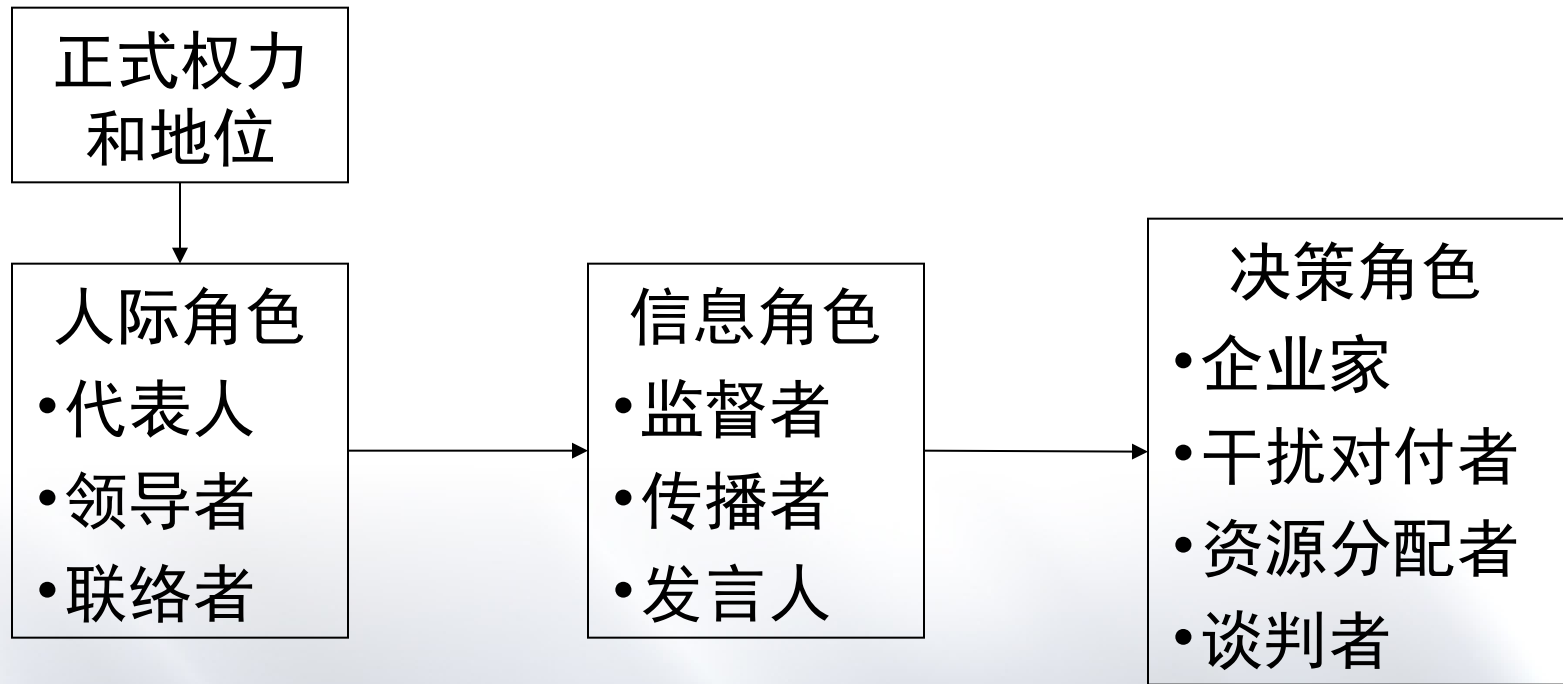 正式权力
和地位
人际角色
•代表人
•领导者
•联络者
信息角色
•监督者
•传播者
•发言人
决策角色
•企业家
•干扰对付者
•资源分配者
•谈判者